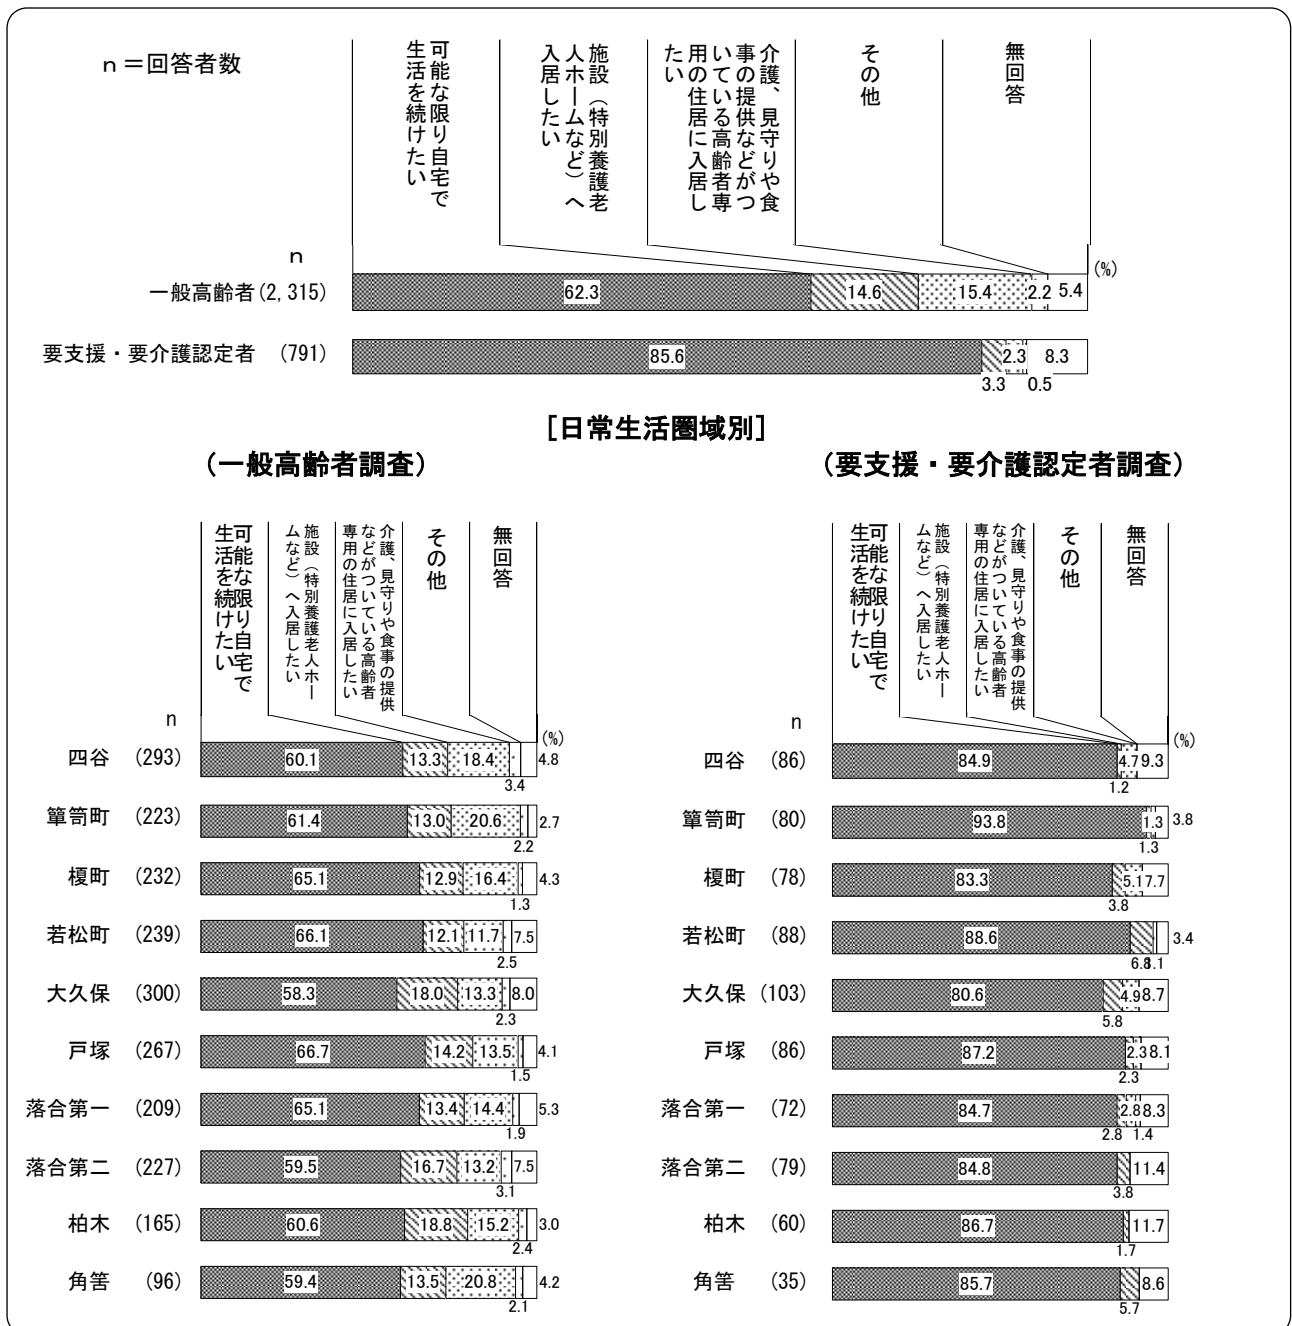 n＝回答者数
可能な限り自宅で
生活を続けたい
施設（特別養護老
人ホームなど）へ
入居したい
介護、見守りや食
事の提供などがつ
いている高齢者専
用の住居に入居し
たい
その他
無回答
n
(%)
一般高齢者(2,315) 62.3 14.6 15.4 2.2 5.4
要支援・要介護認定者 (791) 85.6 2.3 8.3
3.3 0.5
[日常生活圏域別]
（一般高齢者調査）
可能な限り自宅で
生活を続けたい
施設（特別養護老人ホー
ムなど）へ入居したい
介護、見守りや食事の提供
などがついている高齢者
専用の住居に入居したい
その他
無回答
n
(%)
四谷 (293) 60.1 13.3 18.4 4.8
3.4
箪笥町 (223) 61.4 13.0 20.6 2.7
2.2
榎町 (232) 65.1 12.9 16.4 4.3
1.3
若松町 (239) 66.1 12.1 11.7 7.5
2.5
大久保 (300) 58.3 18.0 13.3 8.0
2.3
戸塚 (267) 66.7 14.2 13.5 4.1
1.5
落合第一 (209) 65.1 13.4 14.4 5.3
1.9
落合第二 (227) 59.5 16.7 13.2 7.5
3.1
柏木 (165) 60.6 18.8 15.2 3.0
2.4
角筈 (96) 59.4 13.5 20.8 4.2
2.1
（要支援・要介護認定者調査）
可能な限り自宅で
生活を続けたい
施設（特別養護老人ホー
ムなど）へ入居したい
介護、見守りや食事の提供
などがついている高齢者
専用の住居に入居したい
その他
無回答
n
(%)
四谷 (86) 84.9 4.7 9.3
1.2
箪笥町 (80) 93.8 1.3 3.8
1.3
榎町 (78) 83.3 5.1 7.7
3.8
若松町 (88) 88.6 3.4
6.8 1.1
大久保 (103) 80.6 4.9 8.7
5.8
戸塚 (86) 87.2 2.3 8.1
2.3
落合第一 (72) 84.7 2.8 8.3
2.8 1.4
落合第二 (79) 84.8 11.4
3.8
柏木 (60) 86.7 11.7
1.7
角筈 (35) 85.7 8.6
5.7